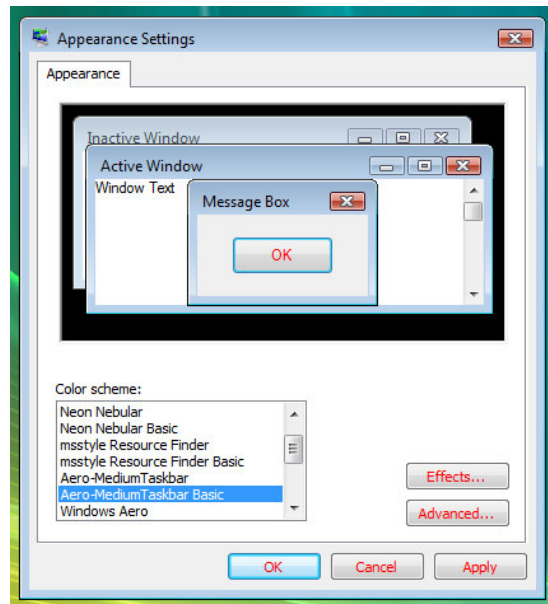 Appearance Settings
Appearance
Inactive Window
Active Window
Window Text
Message Box
OK
Color scheme:
Neon Nebular
Neon Nebular Basic
msstyle Resource Finder
msstyle Resource Finder Basic
Aero-MediumTaskbar
Aero-MediumTaskbar Basic
Windows Aero
Effects...
Advanced...
OK Cancel Apply